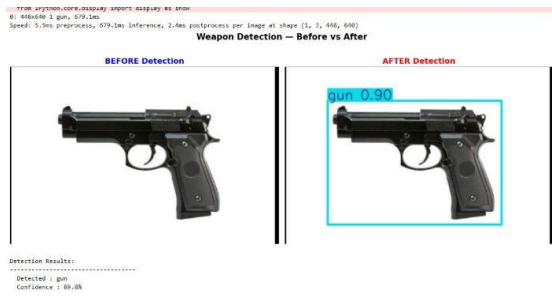 from IPython.core.display import display as show
0: 448x640 1 gun, 679.1ms
Speed: 5.5ms preprocess, 679.1ms inference, 2.4ms postprocess per image at shape (1, 3, 448, 640)
Weapon Detection — Before vs After
BEFORE Detection
AFTER Detection
gun 0.90
Detection Results:
-----------------------------------
Detected : gun
Confidence : 89.8%